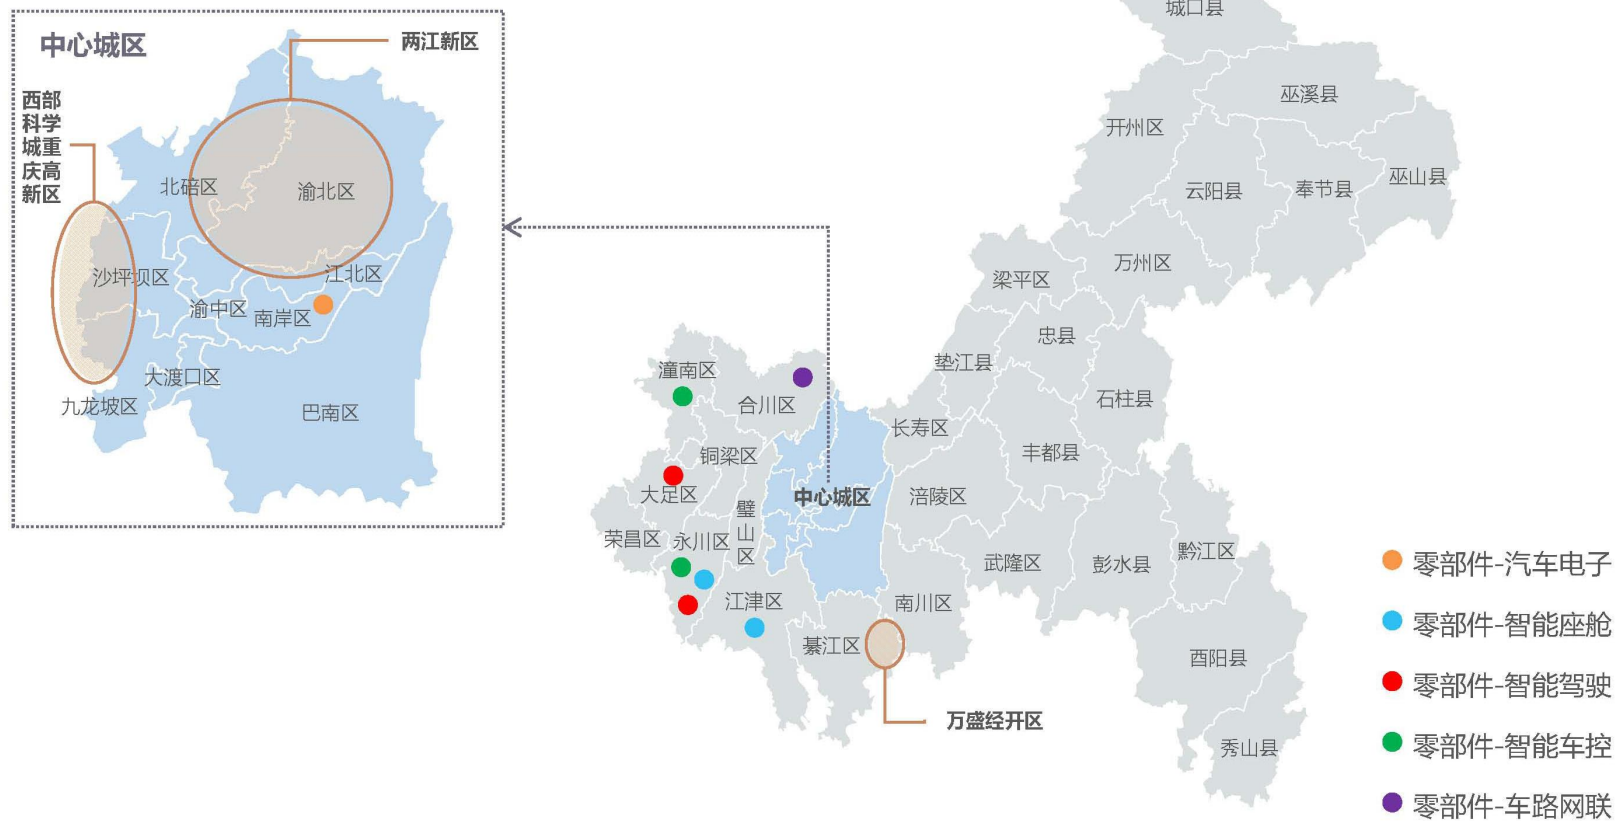 中心城区
两江新区
西部
科学
城重
庆高
新区
北碚区
渝北区
沙坪坝区
江北区
渝中区
南岸区
大渡口区
九龙坡区
巴南区
城口县
巫溪县
开州区
巫山县
云阳县
奉节县
万州区
梁平区
忠县
垫江县
潼南区
石柱县
合川区
长寿区
丰都县
铜梁区
大足区
中心城区
涪陵区
璧
山
区
荣昌区
永川区
武隆区
彭水县
黔江区
江津区
南川区
綦江区
酉阳县
万盛经开区
秀山县
零部件-汽车电子
零部件-智能座舱
零部件-智能驾驶
零部件-智能车控
零部件-车路网联